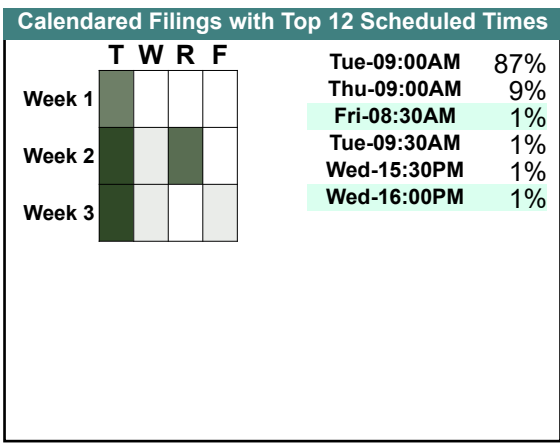 Calendared Filings with Top 12 Scheduled Times
T W R F
Week 1
Week 2
Week 3
Tue-09:00AM 87%
Thu-09:00AM 9%
Fri-08:30AM 1%
Tue-09:30AM 1%
Wed-15:30PM 1%
Wed-16:00PM 1%